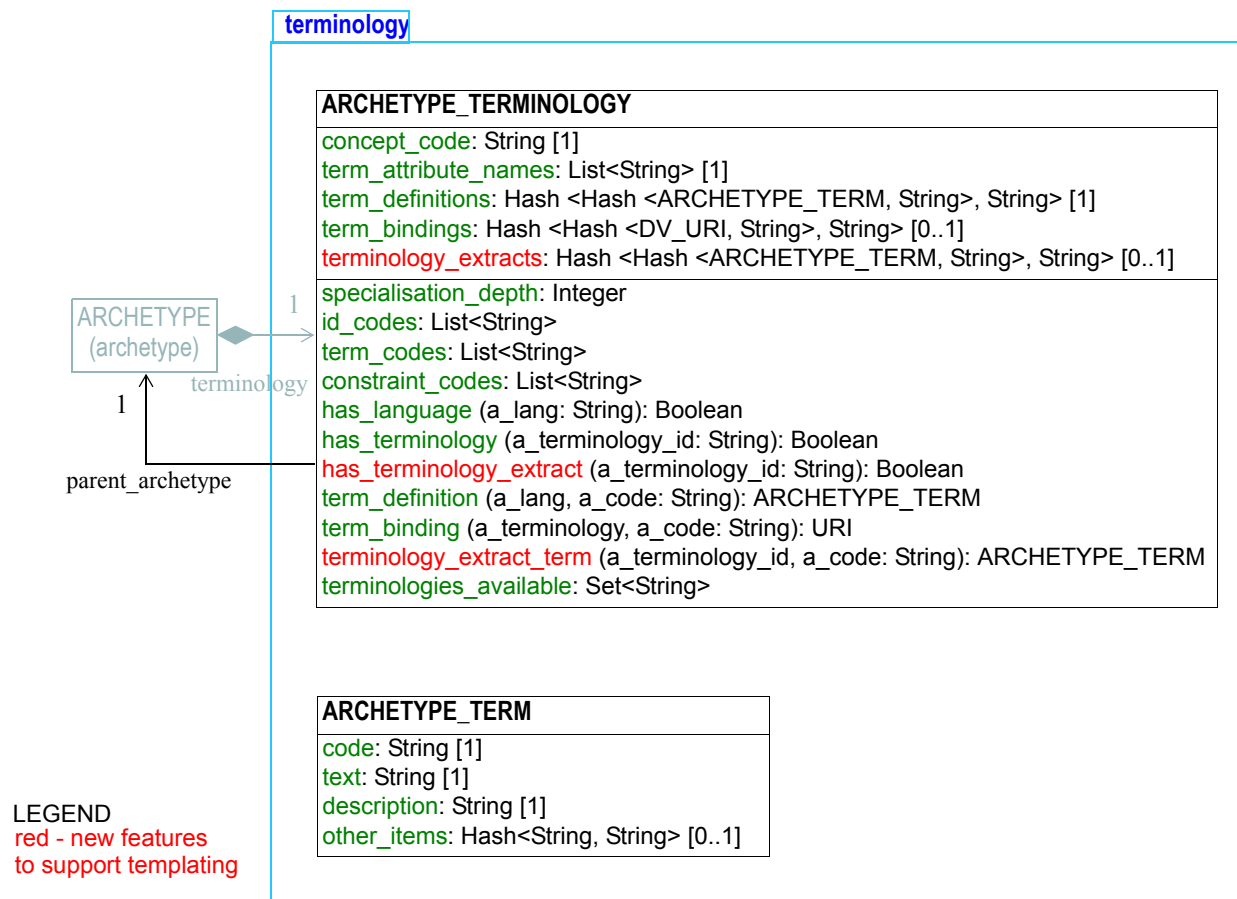 terminology
ARCHETYPE_TERMINOLOGY
concept_code: String [1]
term_attribute_names: List<String> [1]
term_definitions: Hash <Hash <ARCHETYPE_TERM, String>, String> [1]
term_bindings: Hash <Hash <DV_URI, String>, String> [0..1]
terminology_extracts: Hash <Hash <ARCHETYPE_TERM, String>, String> [0..1]
specialisation_depth: Integer
id_codes: List<String>
term_codes: List<String>
constraint_codes: List<String>
has_language (a_lang: String): Boolean
has_terminology (a_terminology_id: String): Boolean
has_terminology_extract (a_terminology_id: String): Boolean
term_definition (a_lang, a_code: String): ARCHETYPE_TERM
term_binding (a_terminology, a_code: String): URI
terminology_extract_term (a_terminology_id, a_code: String): ARCHETYPE_TERM
terminologies_available: Set<String>
ARCHETYPE
(archetype)
1
terminology
1
parent_archetype
ARCHETYPE_TERM
code: String [1]
text: String [1]
description: String [1]
other_items: Hash<String, String> [0..1]
LEGEND
red - new features
to support templating